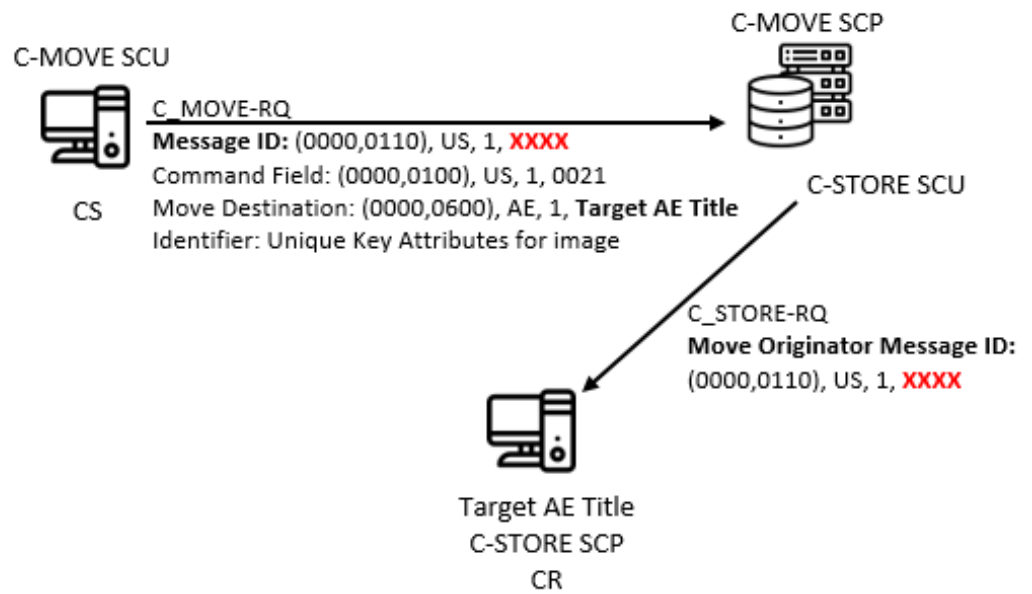 C-MOVE SCP
C-MOVE SCU
C_MOVE-RQ
Message ID: (0000,0110), US, 1, XXXX
Command Field: (0000,0100), US, 1, 0021
Move Destination: (0000,0600), AE, 1, Target AE Title
Identifier: Unique Key Attributes for image
CS
C-STORE SCU
C_STORE-RQ
Move Originator Message ID:
(0000,0110), US, 1, XXXX
Target AE Title
C-STORE SCP
CR